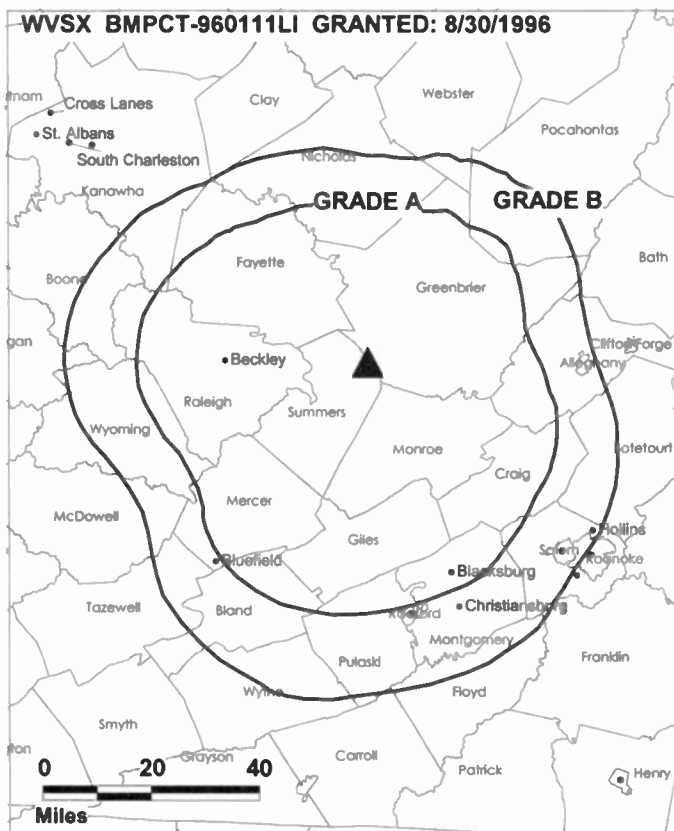 WVSX BMPCT-960111LI GRANTED: 8/30/1996
Cross Lanes
Clay
Webster
St. Albans
Pocahontas
South Charleston
Nicholas
Kanawha
GRADE A
GRADE B
Fayette
Bath
Boone
Greenbrier
Clifton Forge
Beckley
Alleghany
Raleigh
Summers
Wyoming
Monroe
Craig
Mercer
McDowell
Hollins
Giles
Salem
Roanoke
Bluefield
Blacksburg
Tazewell
Bland
Radford
Christiansburg
Montgomery
Pulaski
Franklin
Wythe
Floyd
Smyth
Grayson
Carroll
Patrick
Henry
0 20 40
Miles